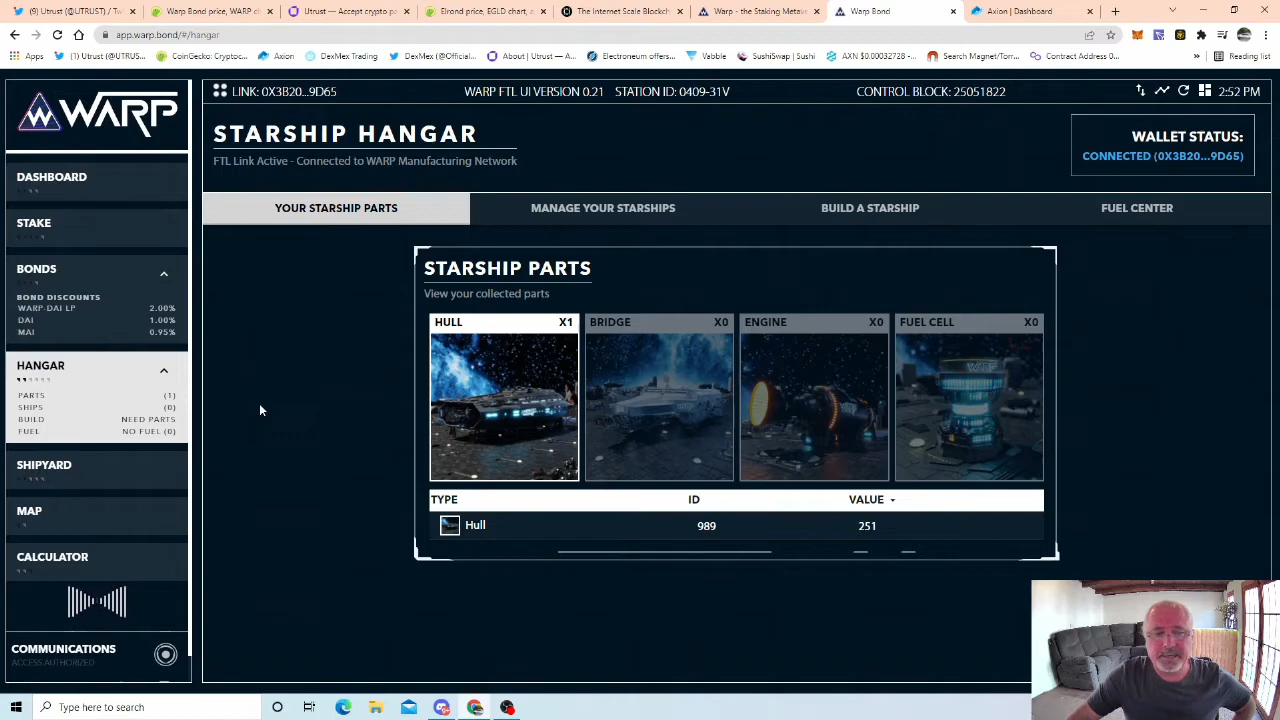 (9) Utrust (@UTRUST) / Tw
Warp Bond price, WARP ch
Utrust — Accept crypto pa
Elrond price, EGLD chart, a
The Internet Scale Blockch
Warp - the Staking Metave
Warp Bond
Axion | Dashboard
app.warp.bond/#/hangar
Apps
Utrust (@UTRUS...
CoinGecko: Cryptoc...
Axion
DexMex Trading
DexMex (@DEXMEX...
About | Utrust — A...
Electroneum offers...
Vabble
SushiSwap | Sushi
AXN $0.00032728 -...
Search Magnet/Torr...
Contract Address 0...
»
Reading list
WARP
LINK: 0X3B20...9D65
WARP FTL UI VERSION 0.21 STATION ID: 0409-31V
CONTROL BLOCK: 25051822
2:52 PM
STARSHIP HANGAR
FTL Link Active - Connected to WARP Manufacturing Network
WALLET STATUS:
CONNECTED (0X3B20...9D65)
DASHBOARD
STAKE
BONDS
BOND DISCOUNTS
WARP-DAI LP 2.00%
DAI 1.00%
MAI 0.95%
HANGAR
PARTS (1)
SHIPS (0)
BUILD NEED PARTS
FUEL NO FUEL (0)
SHIPYARD
MAP
CALCULATOR
COMMUNICATIONS
ACCESS AUTHORIZED
YOUR STARSHIP PARTS
MANAGE YOUR STARSHIPS
BUILD A STARSHIP
FUEL CENTER
STARSHIP PARTS
View your collected parts
HULL X1
BRIDGE X0
ENGINE X0
FUEL CELL X0
WARP
TYPE ID VALUE
Hull 989 251
Type here to search